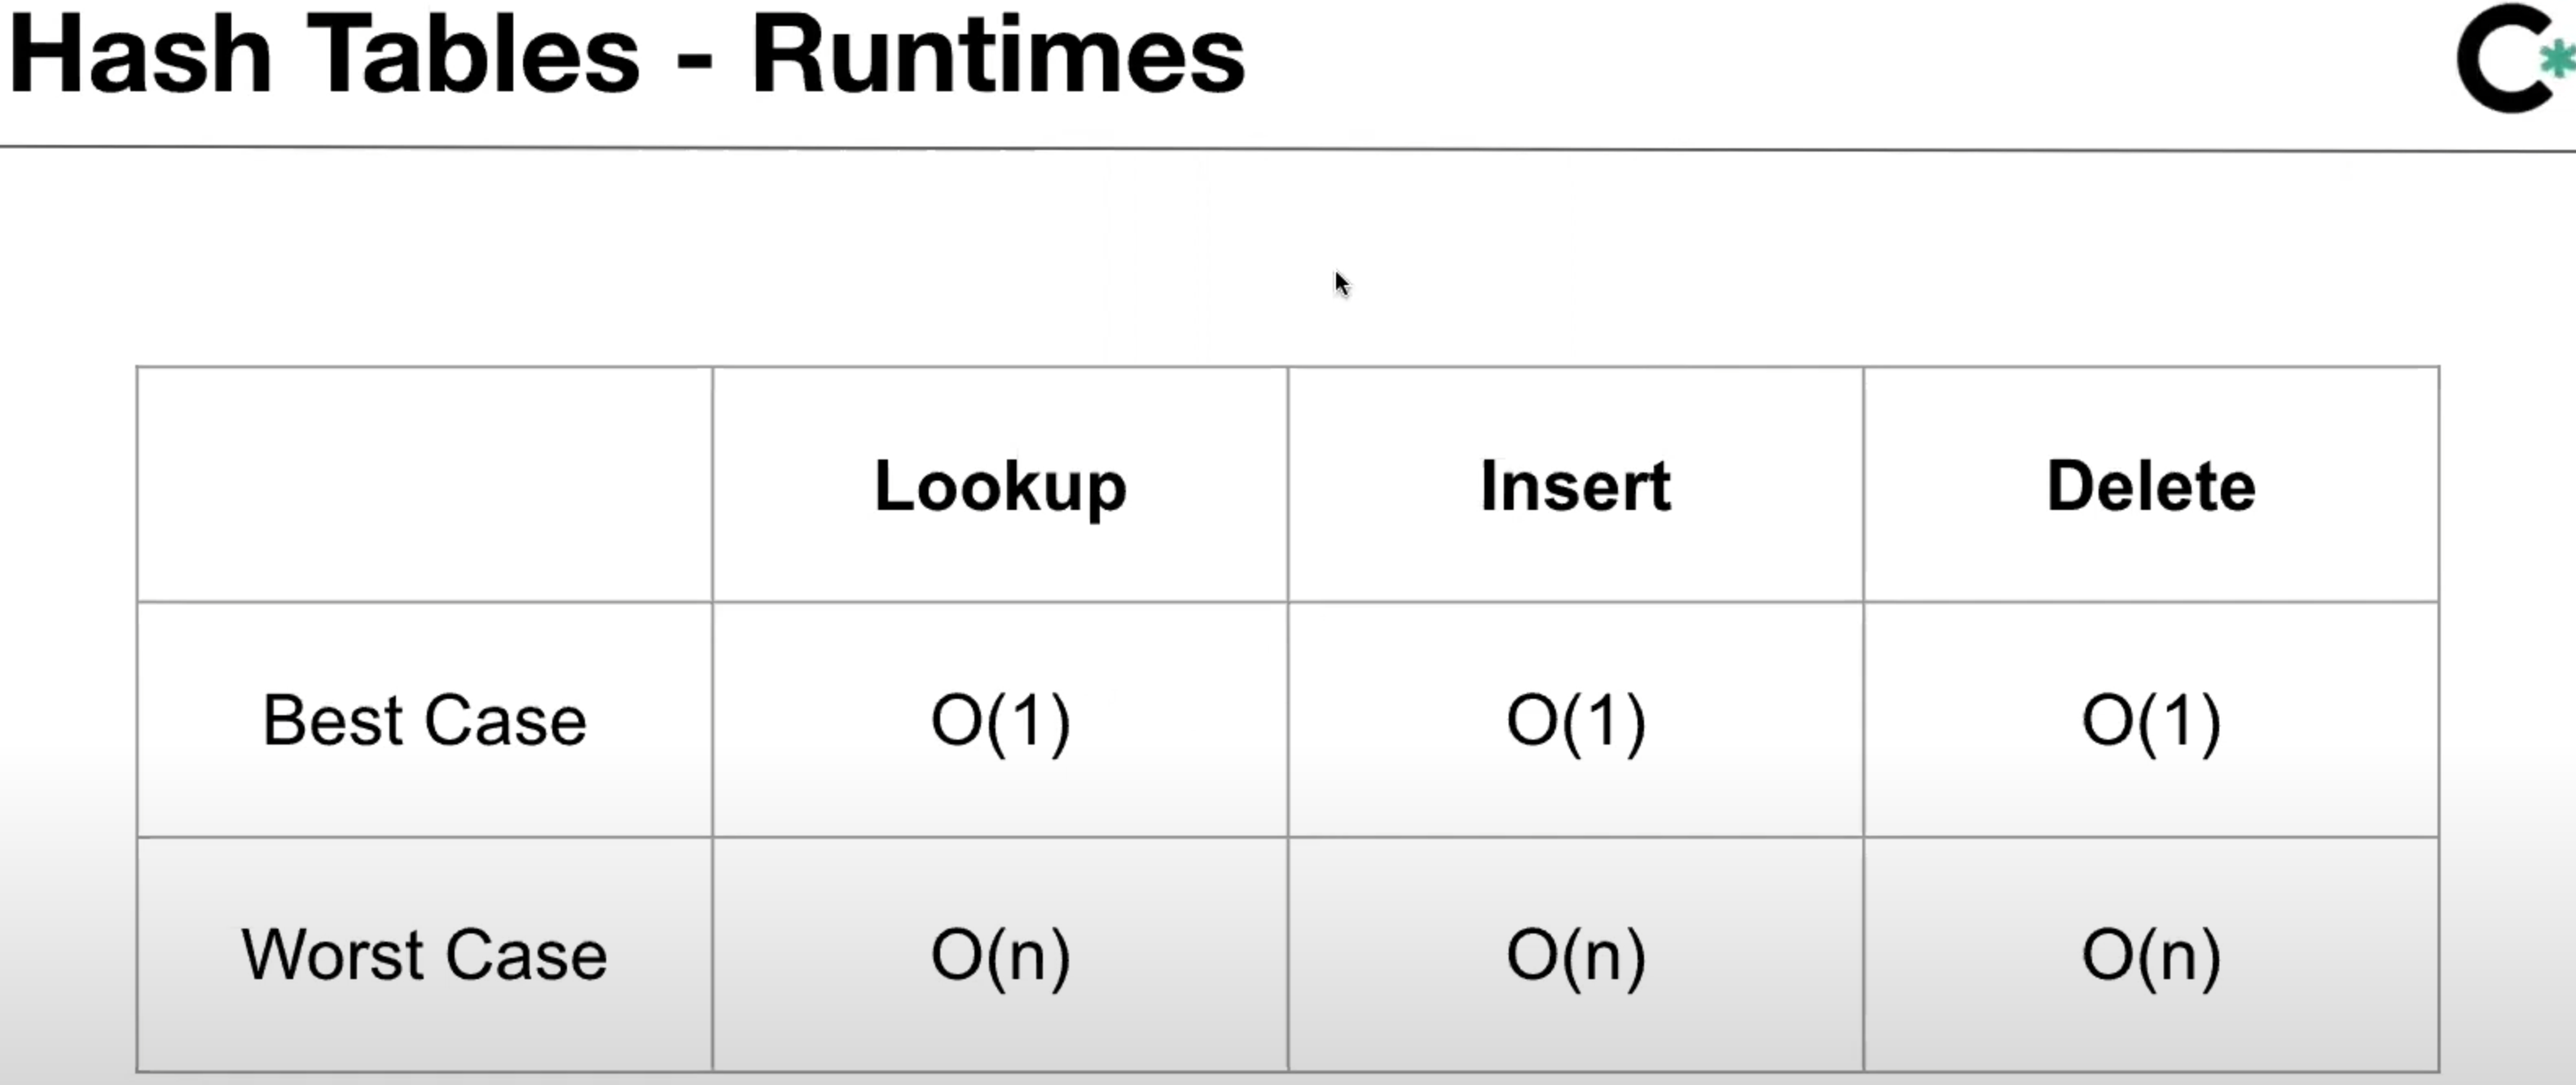 Hash Tables - Runtimes
C*
Lookup Insert Delete
Best Case O(1) O(1) O(1)
Worst Case O(n) O(n) O(n)